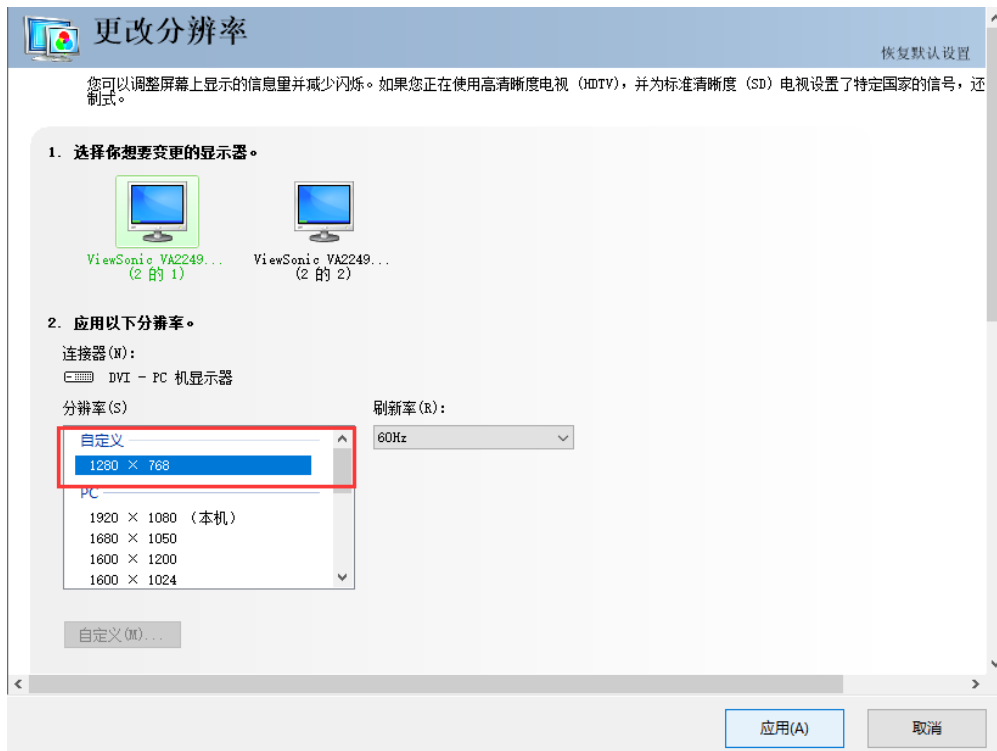 更改分辨率
恢复默认设置
您可以调整屏幕上显示的信息量并减少闪烁。如果您正在使用高清晰度电视 (HDTV)，并为标准清晰度 (SD) 电视设置了特定国家的信号，还
制式。
1. 选择你想要变更的显示器。
ViewSonic VA2249...
(2 的 1)
ViewSonic VA2249...
(2 的 2)
2. 应用以下分辨率。
连接器(N):
DVI - PC 机显示器
分辨率(S)
刷新率(R):
自定义
60Hz
1280 × 768
PC
1920 × 1080 (本机)
1680 × 1050
1600 × 1200
1600 × 1024
自定义(M)...
应用(A)
取消